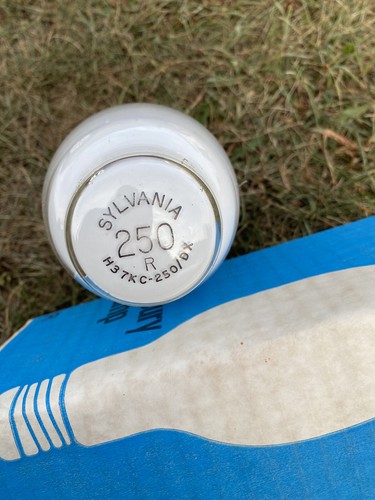 SYLVANIA
250
R
H37KC-250/DX